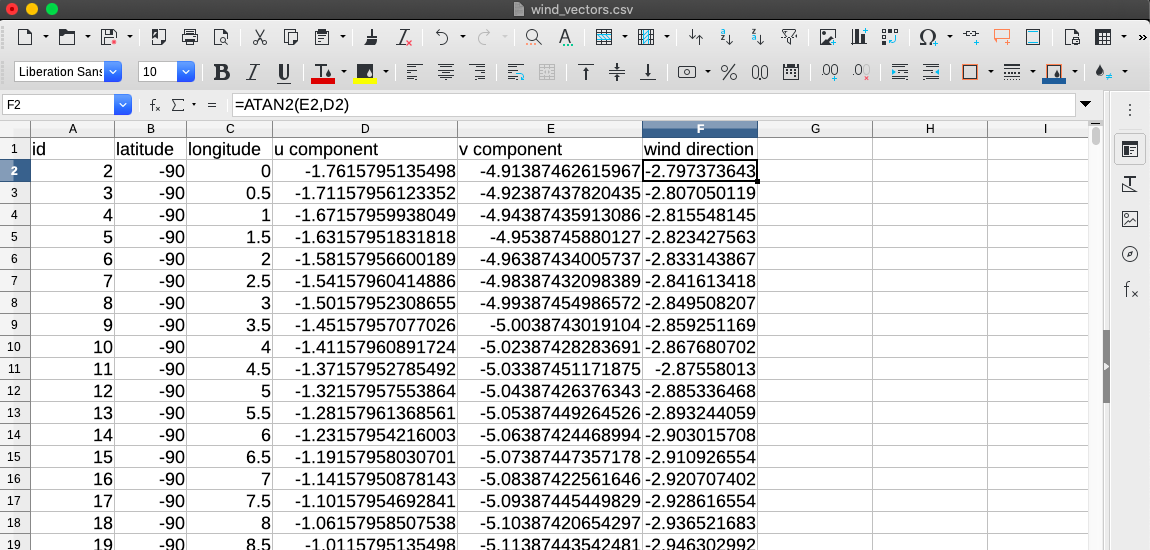 wind_vectors.csv
Liberation Sans 10 B I U
F2 fx Σ = =ATAN2(E2,D2)
A B C D E F G H I
1 id latitude longitude u component v component wind direction
2 2 -90 0 -1.7615795135498 -4.91387462615967 -2.797373643
3 3 -90 0.5 -1.71157956123352 -4.92387437820435 -2.807050119
4 4 -90 1 -1.67157959938049 -4.94387435913086 -2.815548145
5 5 -90 1.5 -1.63157951831818 -4.9538745880127 -2.823427563
6 6 -90 2 -1.58157956600189 -4.96387434005737 -2.833143867
7 7 -90 2.5 -1.54157960414886 -4.98387432098389 -2.841613418
8 8 -90 3 -1.50157952308655 -4.99387454986572 -2.849508207
9 9 -90 3.5 -1.45157957077026 -5.0038743019104 -2.859251169
10 10 -90 4 -1.41157960891724 -5.02387428283691 -2.867680702
11 11 -90 4.5 -1.37157952785492 -5.03387451171875 -2.87558013
12 12 -90 5 -1.32157957553864 -5.04387426376343 -2.885336468
13 13 -90 5.5 -1.28157961368561 -5.05387449264526 -2.893244059
14 14 -90 6 -1.23157954216003 -5.06387424468994 -2.903015708
15 15 -90 6.5 -1.19157958030701 -5.07387447357178 -2.910926554
16 16 -90 7 -1.14157950878143 -5.08387422561646 -2.920707402
17 17 -90 7.5 -1.10157954692841 -5.09387445449829 -2.928616554
18 18 -90 8 -1.06157958507538 -5.10387420654297 -2.936521683
19 19 -90 8.5 -1.0115795135498 -5.11387443542481 -2.946302992